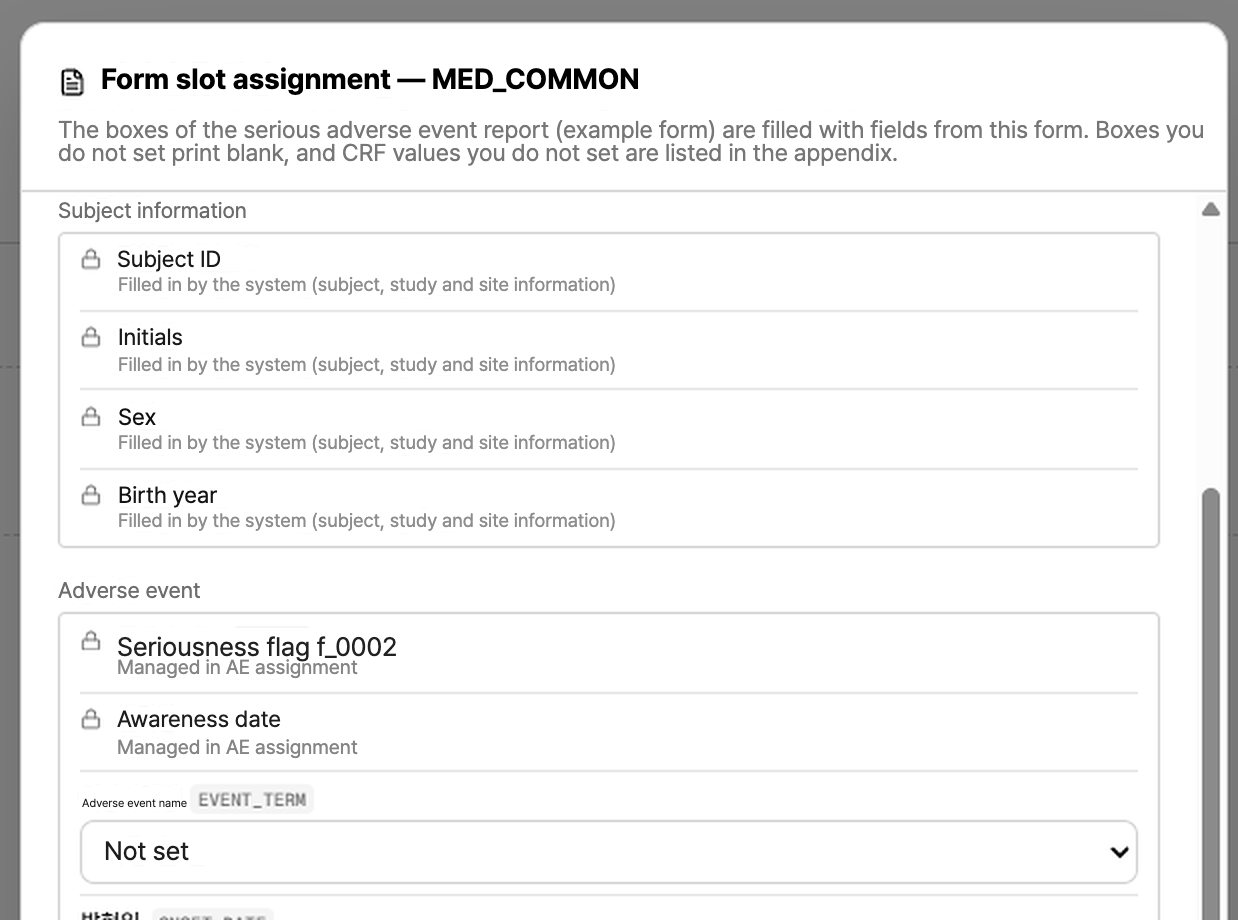 Form slot assignment — MED_COMMON
The boxes of the serious adverse event report (example form) are filled with fields from this form. Boxes you
do not set print blank, and CRF values you do not set are listed in the appendix.
Subject information
Subject ID
Filled in by the system (subject, study and site information)
Initials
Filled in by the system (subject, study and site information)
Sex
Filled in by the system (subject, study and site information)
Birth year
Filled in by the system (subject, study and site information)
Adverse event
Seriousness flag f_0002
Managed in AE assignment
Awareness date
Managed in AE assignment
Adverse event name EVENT_TERM
Not set